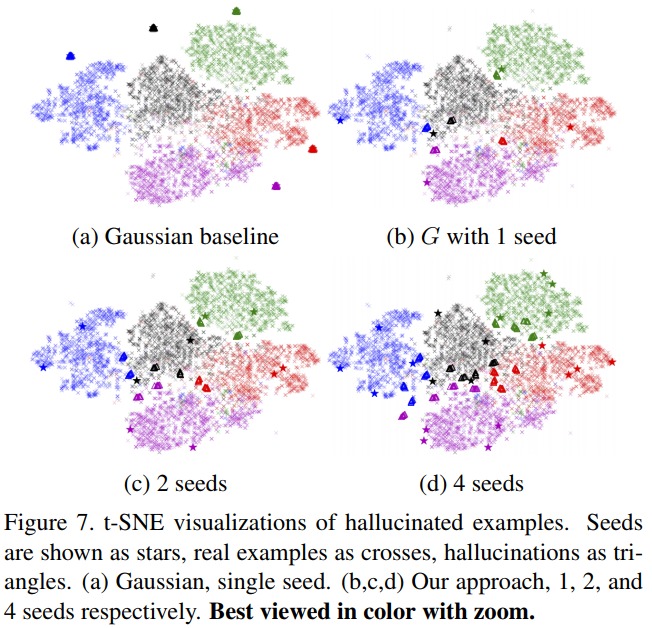 (a) Gaussian baseline
(b) G with 1 seed
(c) 2 seeds
(d) 4 seeds
Figure 7. t-SNE visualizations of hallucinated examples. Seeds
are shown as stars, real examples as crosses, hallucinations as tri-
angles. (a) Gaussian, single seed. (b,c,d) Our approach, 1, 2, and
4 seeds respectively. Best viewed in color with zoom.